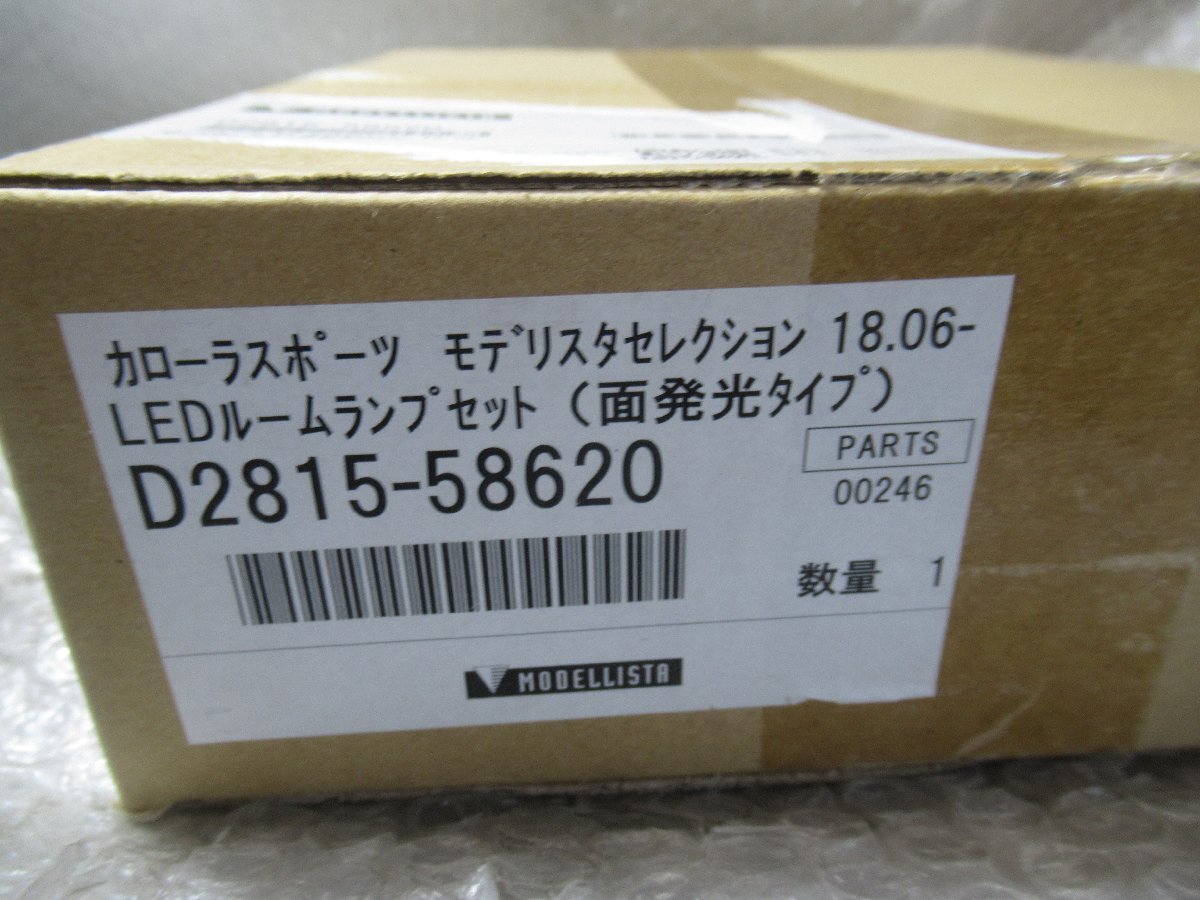 カローラスポーツ　モデリスタセレクション 18.06-
LEDルームランプセット（面発光タイプ）
D2815-58620
PARTS
00246
数量 1
MODELLISTA